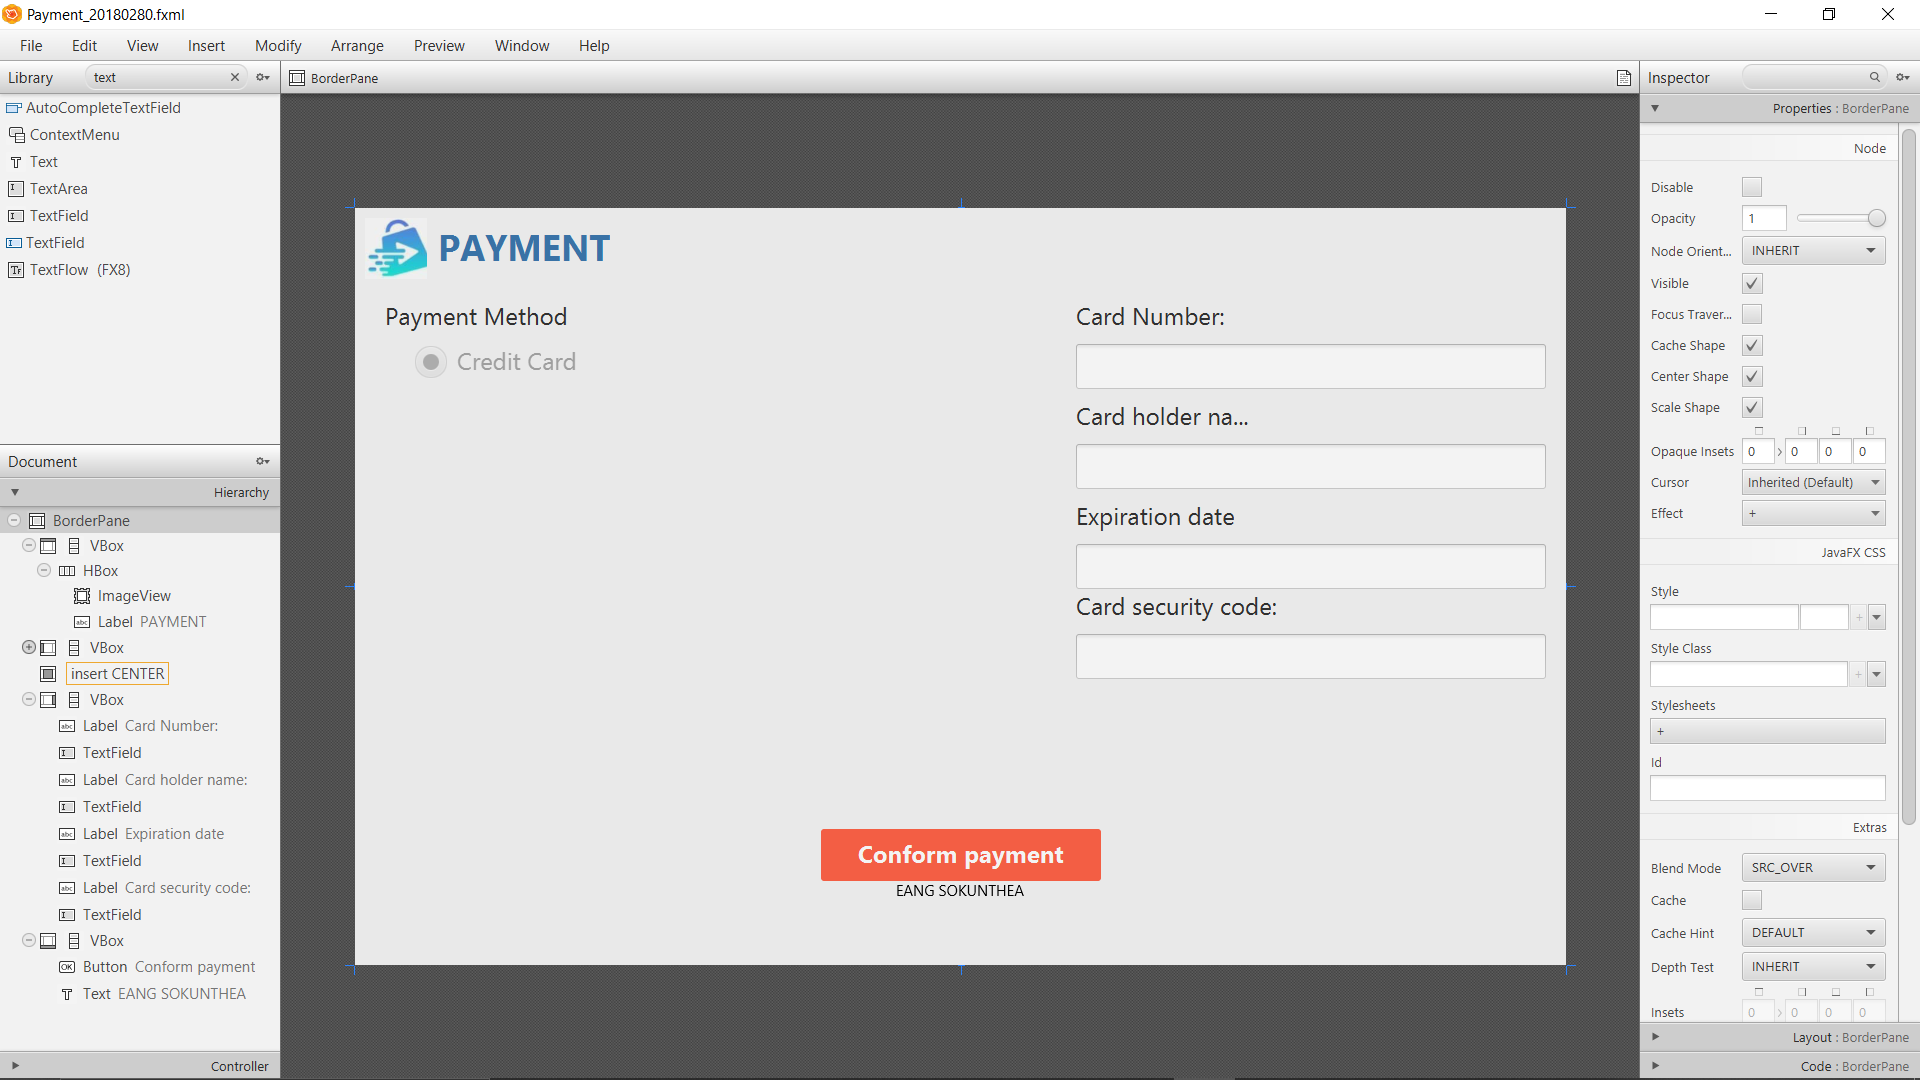 Payment_20180280.fxml
File Edit View Insert Modify Arrange Preview Window Help
Library text
AutoCompleteTextField
ContextMenu
Text
TextArea
TextField
TextField
TextFlow (FX8)
Document
Hierarchy
BorderPane
VBox
HBox
ImageView
Label PAYMENT
VBox
insert CENTER
VBox
Label Card Number:
TextField
Label Card holder name:
TextField
Label Expiration date
TextField
Label Card security code:
TextField
VBox
Button Conform payment
Text EANG SOKUNTHEA
Controller
BorderPane
PAYMENT
Payment Method
Credit Card
Card Number:
Card holder na...
Expiration date
Card security code:
Conform payment
EANG SOKUNTHEA
Inspector
Properties : BorderPane
Node
Disable
Opacity 1
Node Orient... INHERIT
Visible
Focus Traver...
Cache Shape
Center Shape
Scale Shape
Opaque Insets 0 0 0 0
Cursor Inherited (Default)
Effect +
JavaFX CSS
Style
+
Style Class
+
Stylesheets
+
Id
Extras
Blend Mode SRC_OVER
Cache
Cache Hint DEFAULT
Depth Test INHERIT
Insets 0 0 0 0
Layout : BorderPane
Code : BorderPane